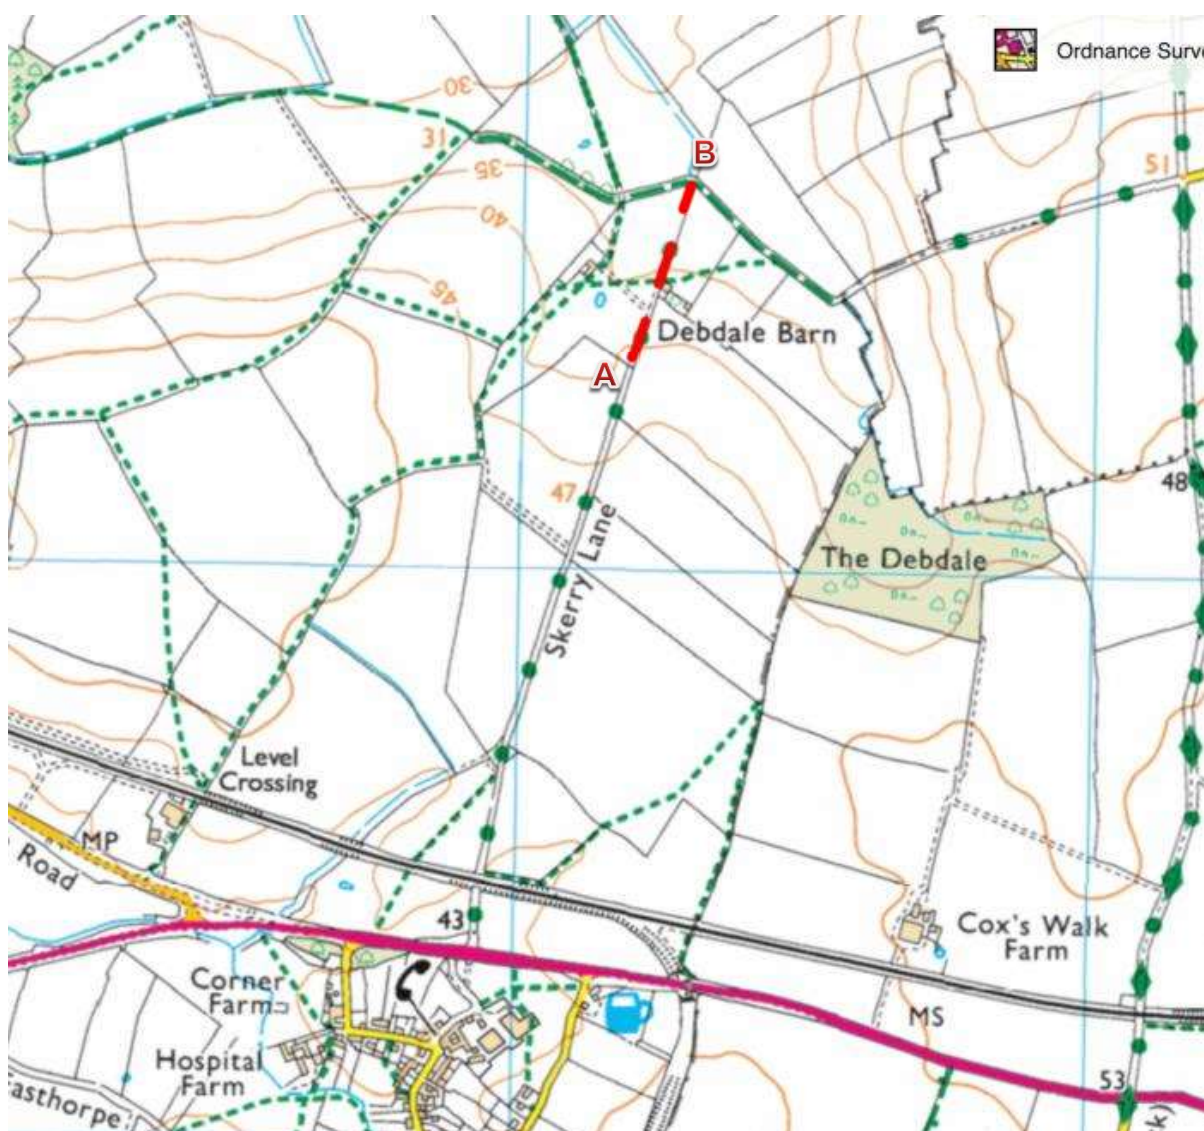 Ordnance Surve
30
31
35
40
45
B
51
Debdale Barn
A
47
48
Skerry Lane
The Debdale
Level
Crossing
MP
Road
43
Cox's Walk
Farm
Corner
Farm
MS
Hospital
Farm
asthorpe
53
k)